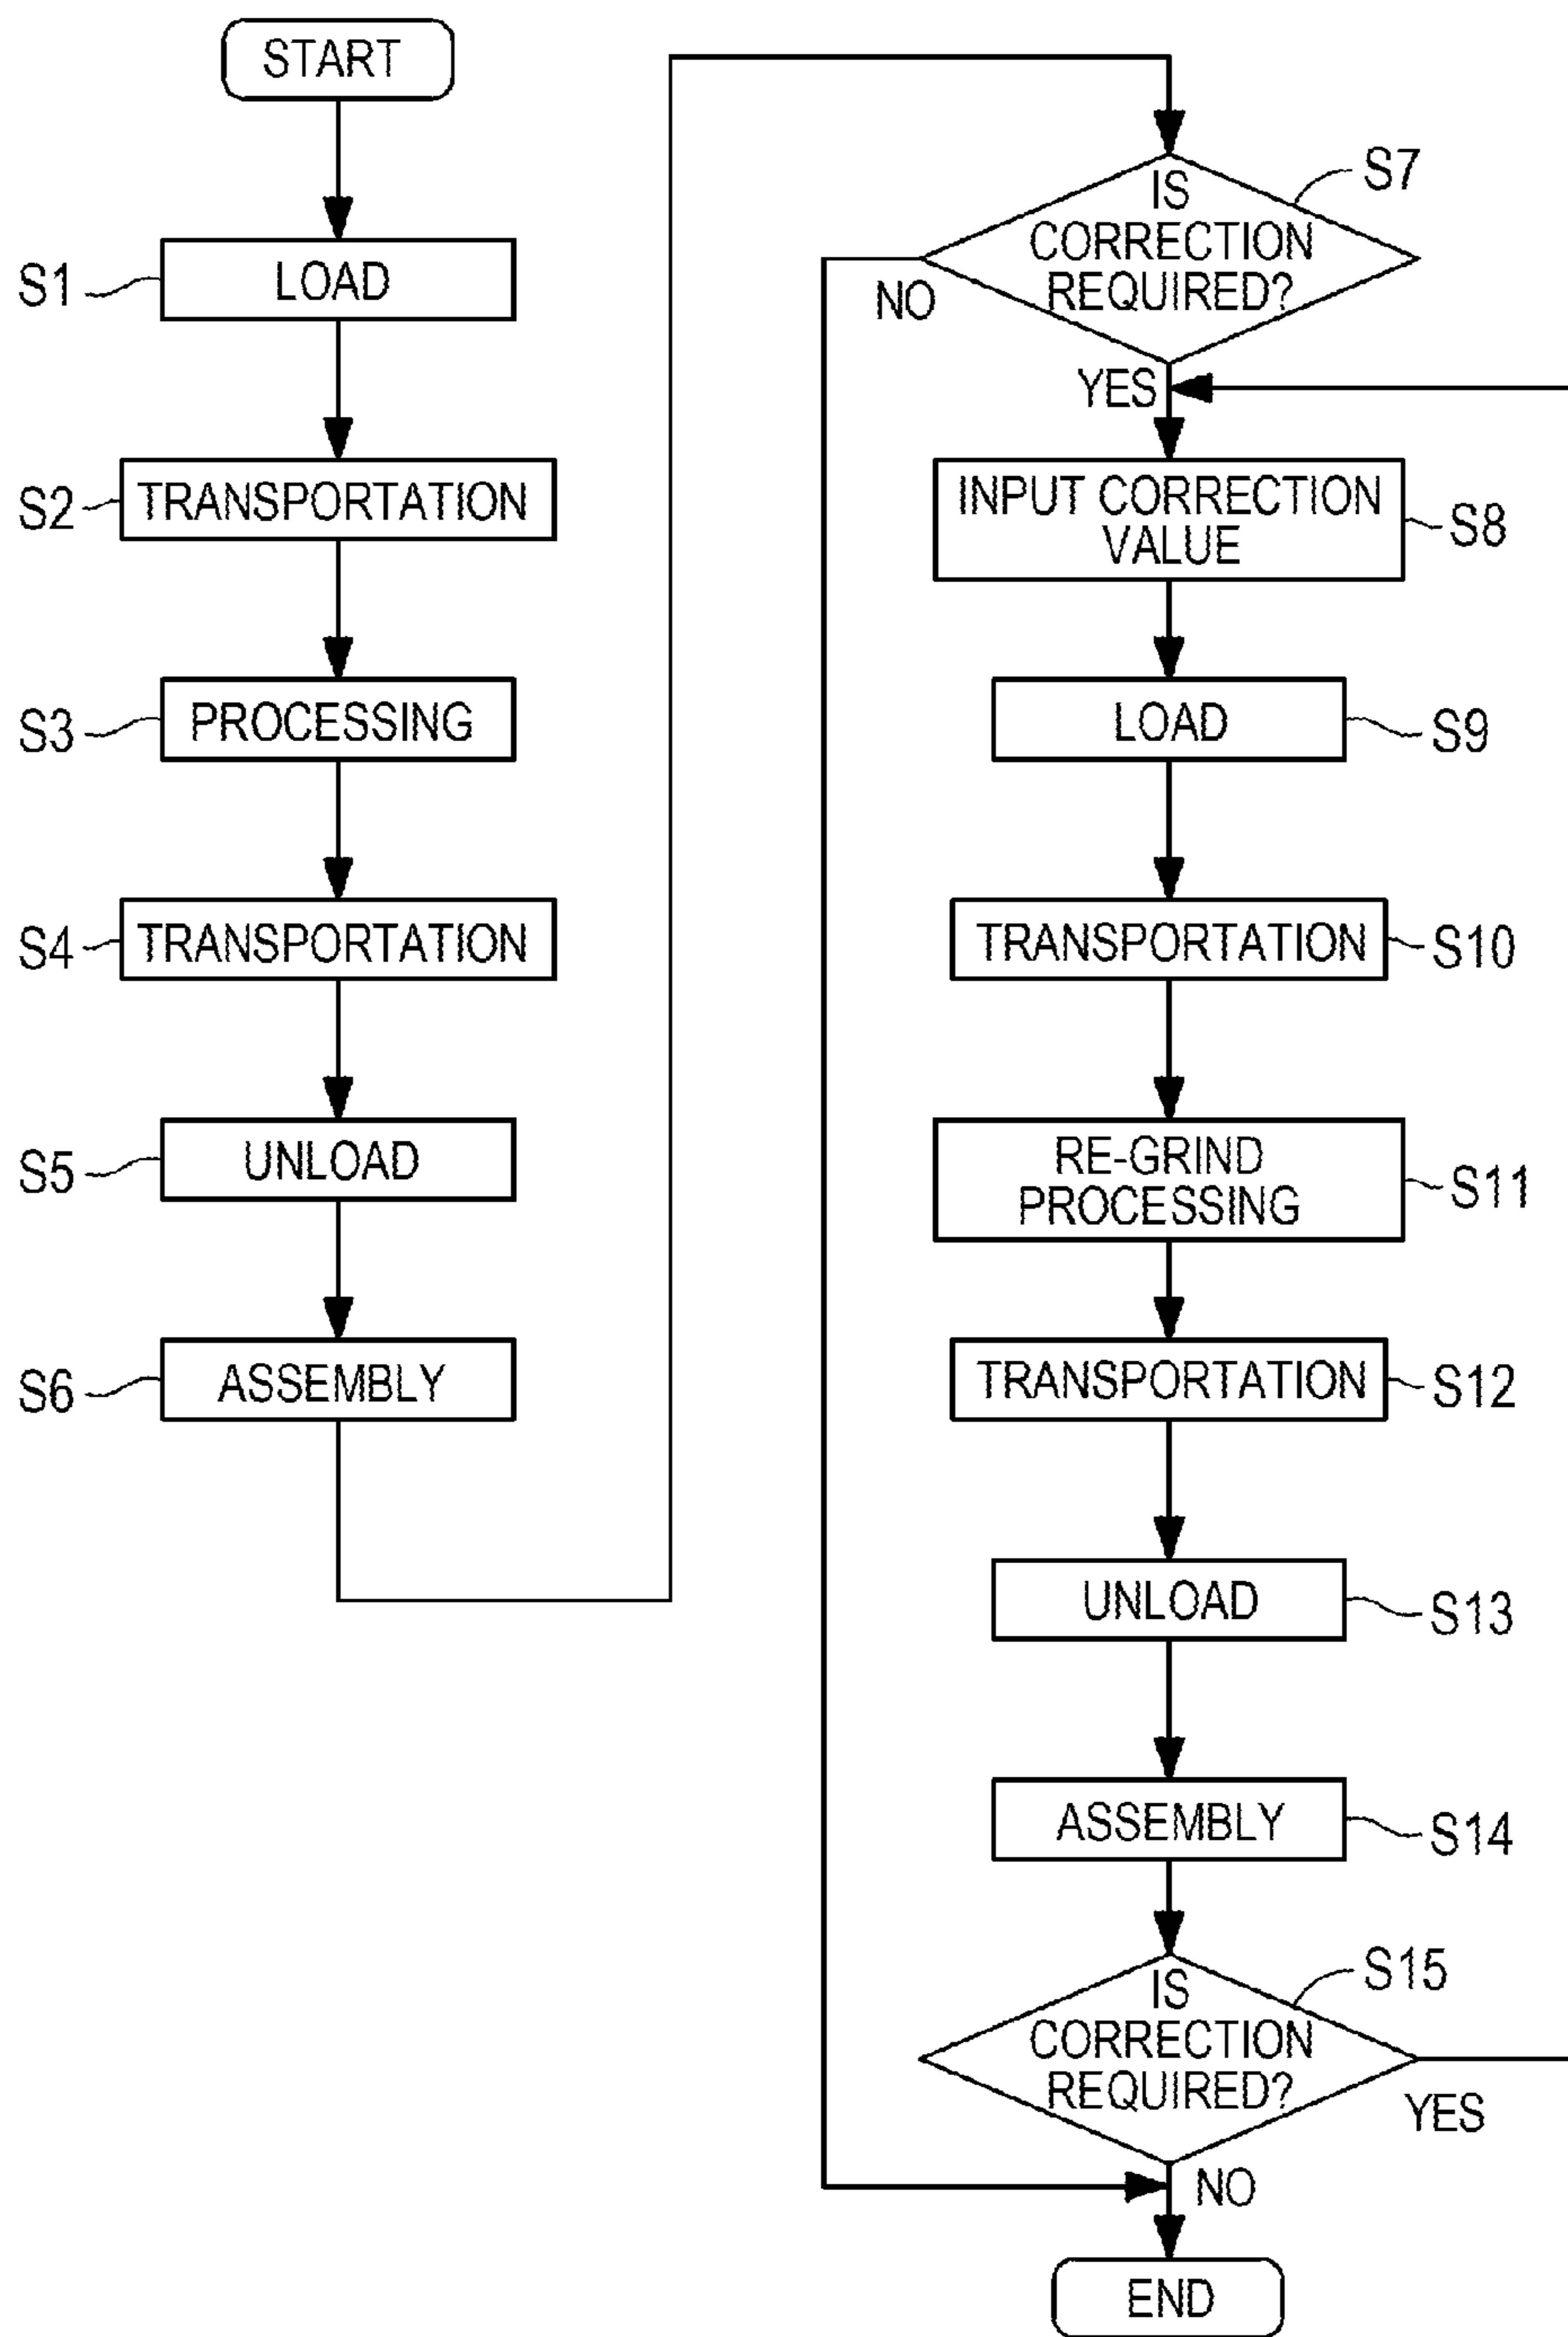 START
S1
LOAD
S2
TRANSPORTATION
S3
PROCESSING
S4
TRANSPORTATION
S5
UNLOAD
S6
ASSEMBLY
S7
IS
CORRECTION
REQUIRED?
NO
YES
INPUT CORRECTION
VALUE
S8
LOAD
S9
TRANSPORTATION
S10
RE-GRIND
PROCESSING
S11
TRANSPORTATION
S12
UNLOAD
S13
ASSEMBLY
S14
S15
IS
CORRECTION
REQUIRED?
YES
NO
END